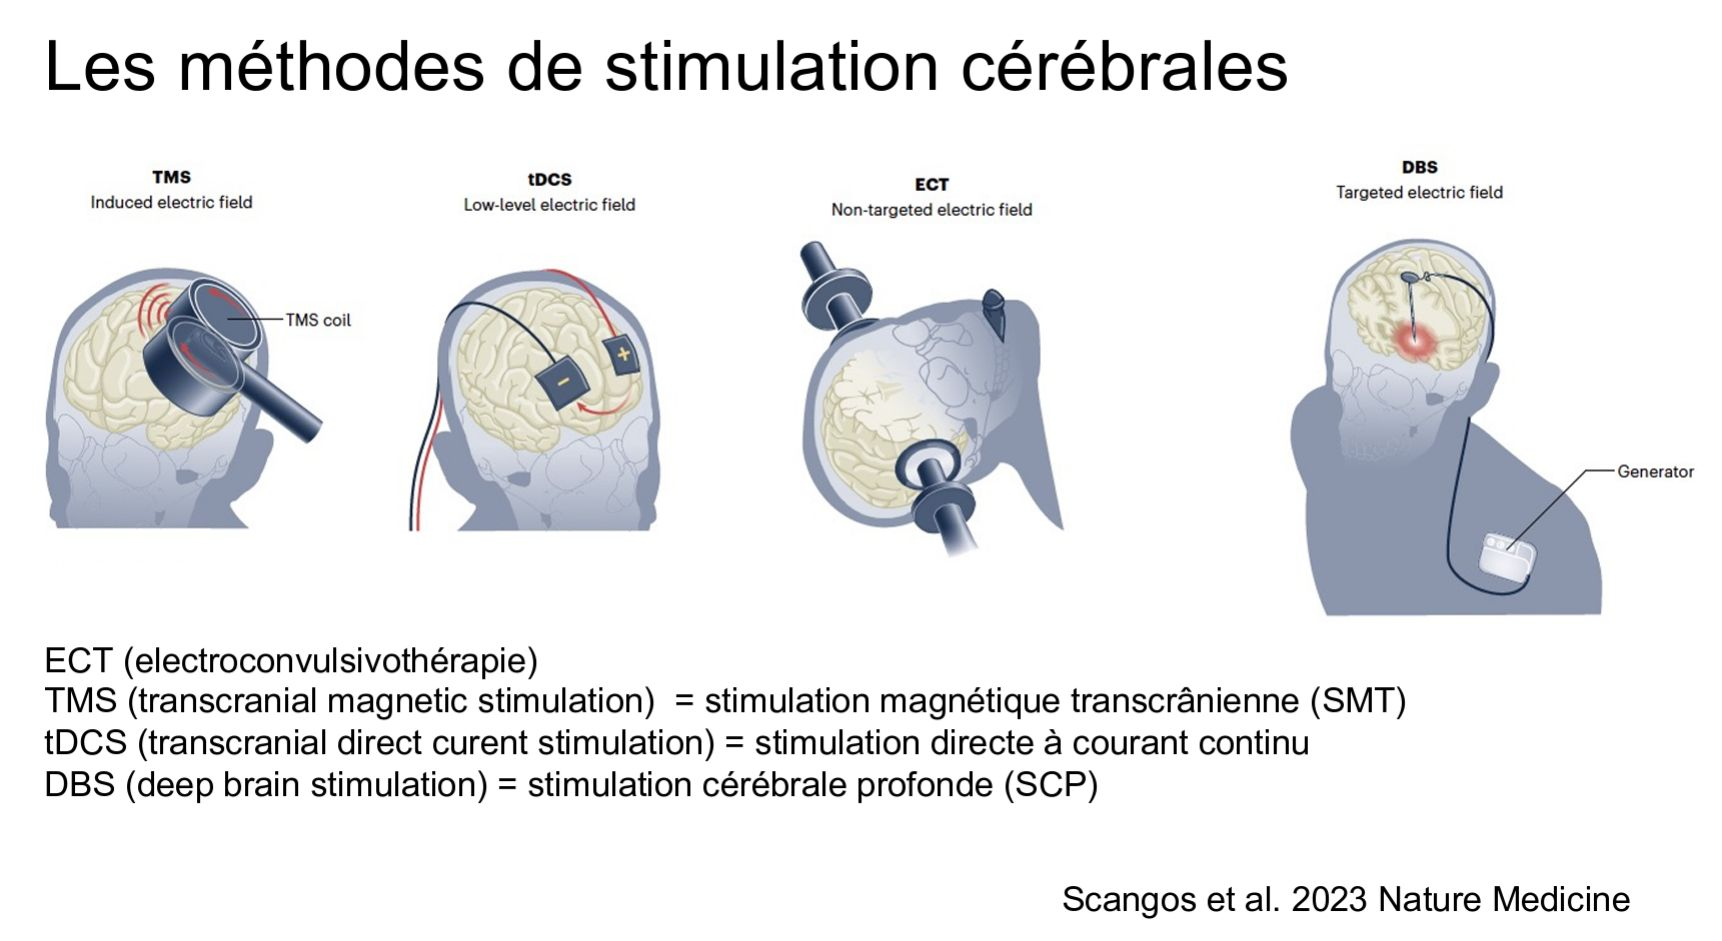 Les méthodes de stimulation cérébrales
TMS
Induced electric field
TMS coil
tDCS
Low-level electric field
+
-
ECT
Non-targeted electric field
DBS
Targeted electric field
Generator
ECT (electroconvulsivothérapie)
TMS (transcranial magnetic stimulation)  = stimulation magnétique transcrânienne (SMT)
tDCS (transcranial direct curent stimulation) = stimulation directe à courant continu
DBS (deep brain stimulation) = stimulation cérébrale profonde (SCP)
Scangos et al. 2023 Nature Medicine